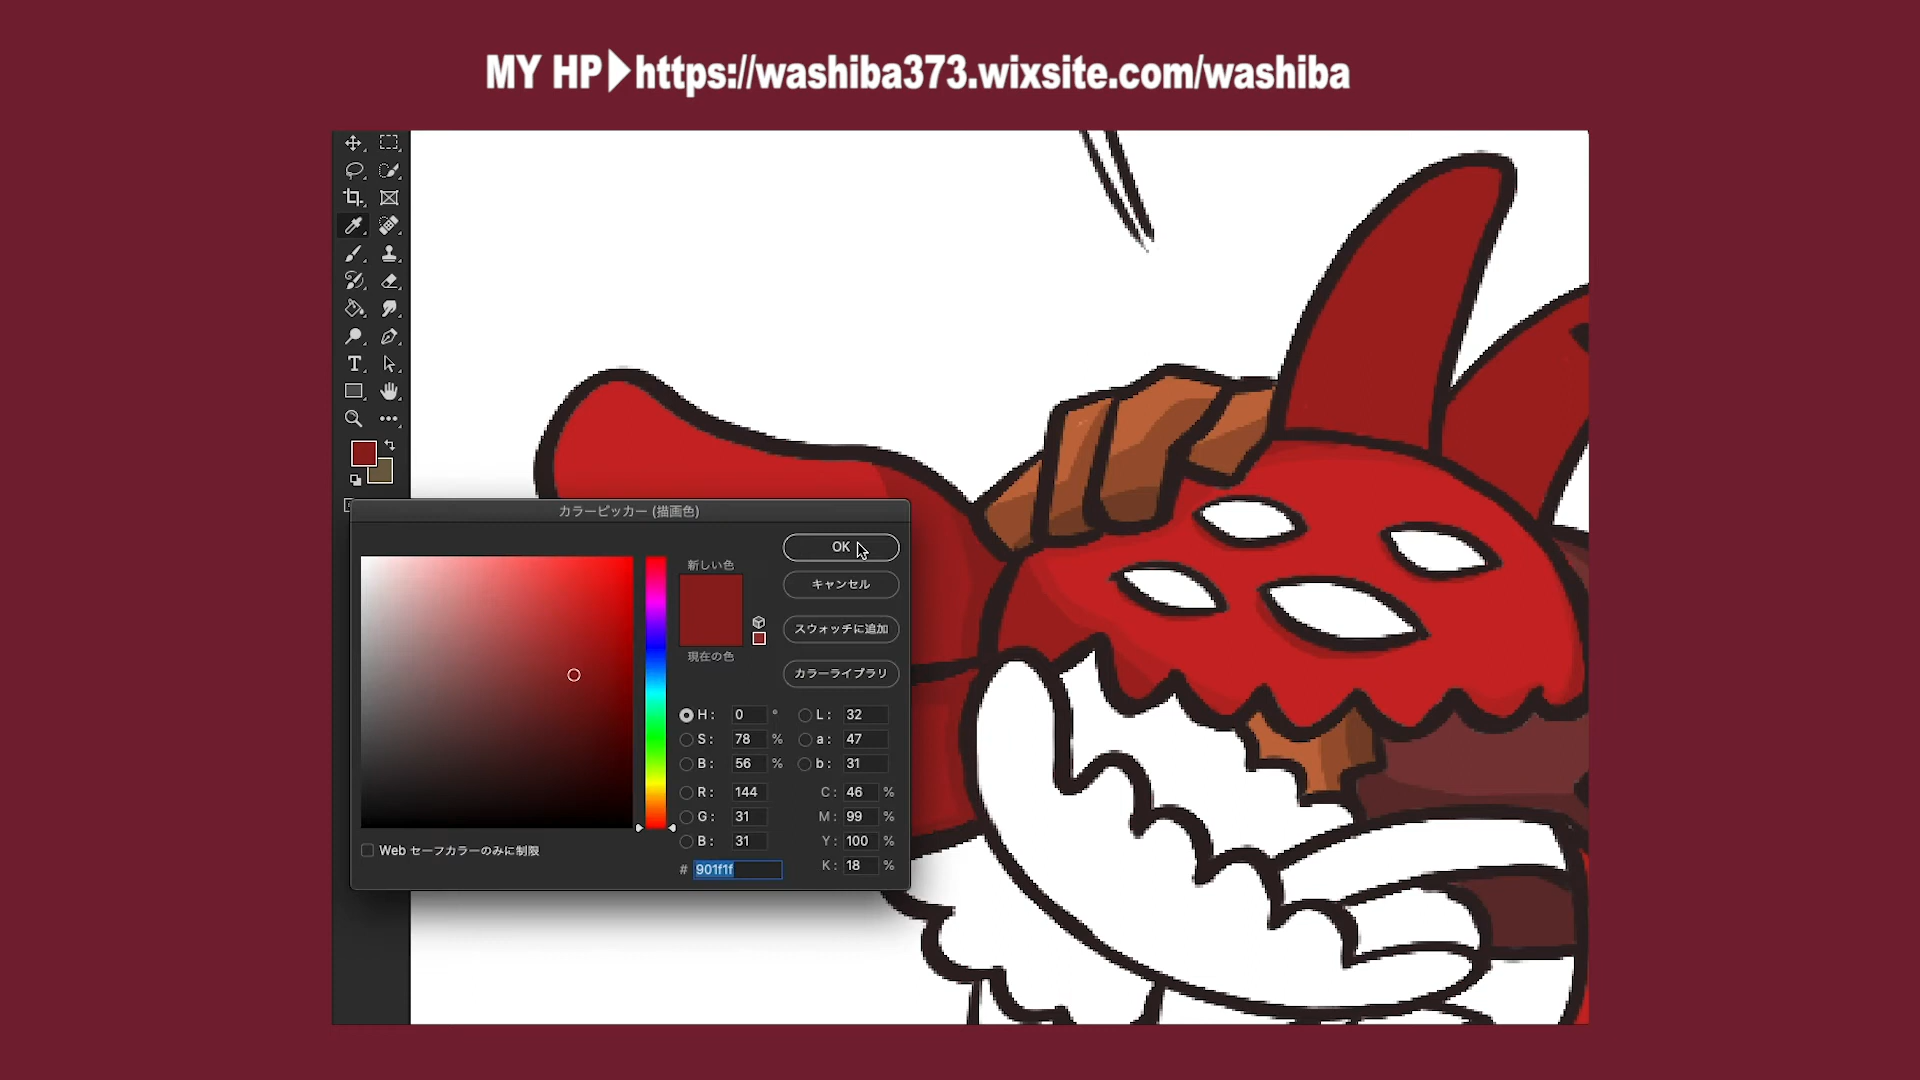 MY HP▶https://washiba373.wixsite.com/washiba
T
カラーピッカー (描画色)
新しい色
現在の色
OK
キャンセル
スウォッチに追加
カラーライブラリ
H: 0 °
L: 32
S: 78 %
a: 47
B: 56 %
b: 31
R: 144
C: 46 %
G: 31
M: 99 %
B: 31
Y: 100 %
# 901f1f
K: 18 %
Web セーフカラーのみに制限